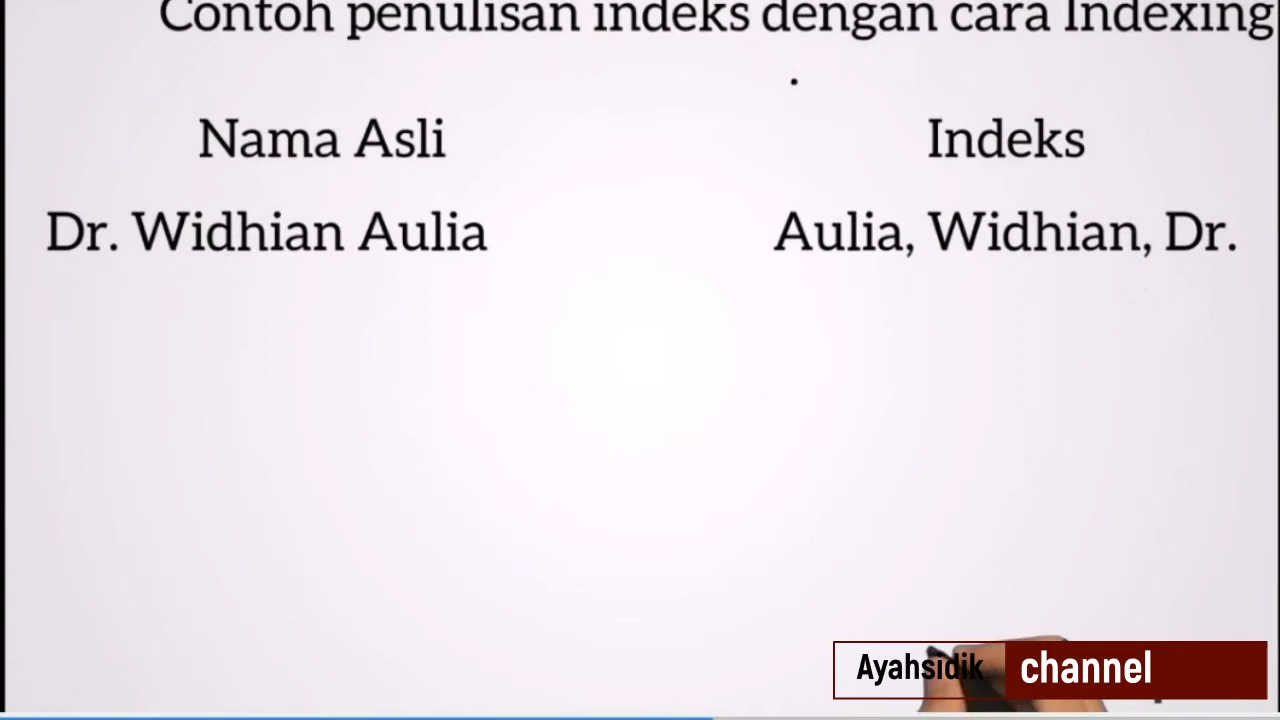 Contoh penulisan indeks dengan cara Indexing
.
Nama Asli Indeks
Dr. Widhian Aulia Aulia, Widhian, Dr.
Ayahsidik channel